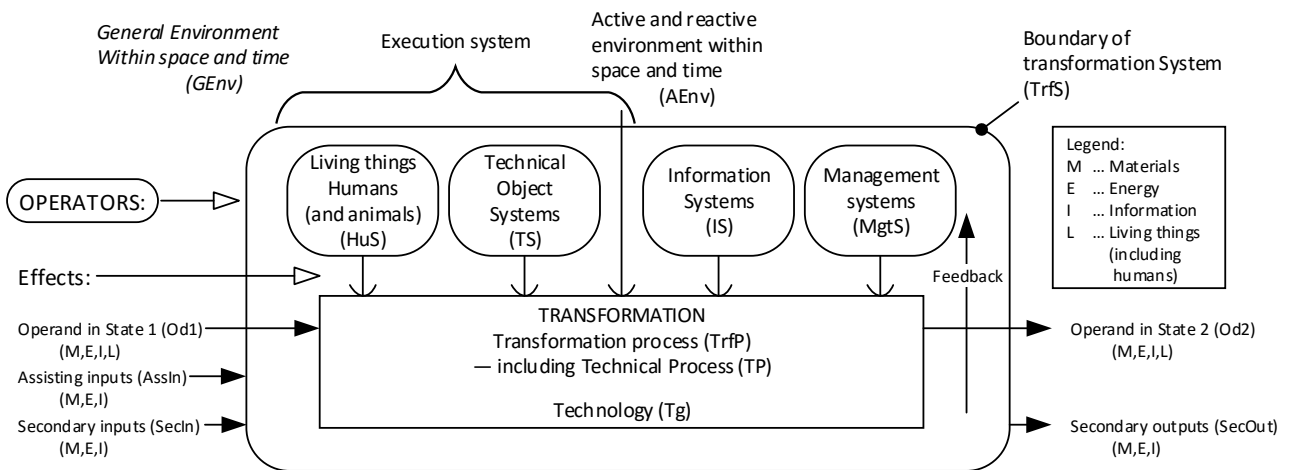 General Environment
Within space and time
(GEnv)
Execution system
Active and reactive
environment within
space and time
(AEnv)
Boundary of
transformation System
(TrfS)
OPERATORS:
Living things
Humans
(and animals)
(HuS)
Technical
Object
Systems
(TS)
Information
Systems
(IS)
Management
systems
(MgtS)
Legend:
M ... Materials
E ... Energy
I ... Information
L ... Living things
(including
humans)
Effects:
Feedback
TRANSFORMATION
Transformation process (TrfP)
— including Technical Process (TP)
Technology (Tg)
Operand in State 1 (Od1)
(M,E,I,L)
Assisting inputs (AssIn)
(M,E,I)
Secondary inputs (SecIn)
(M,E,I)
Operand in State 2 (Od2)
(M,E,I,L)
Secondary outputs (SecOut)
(M,E,I)